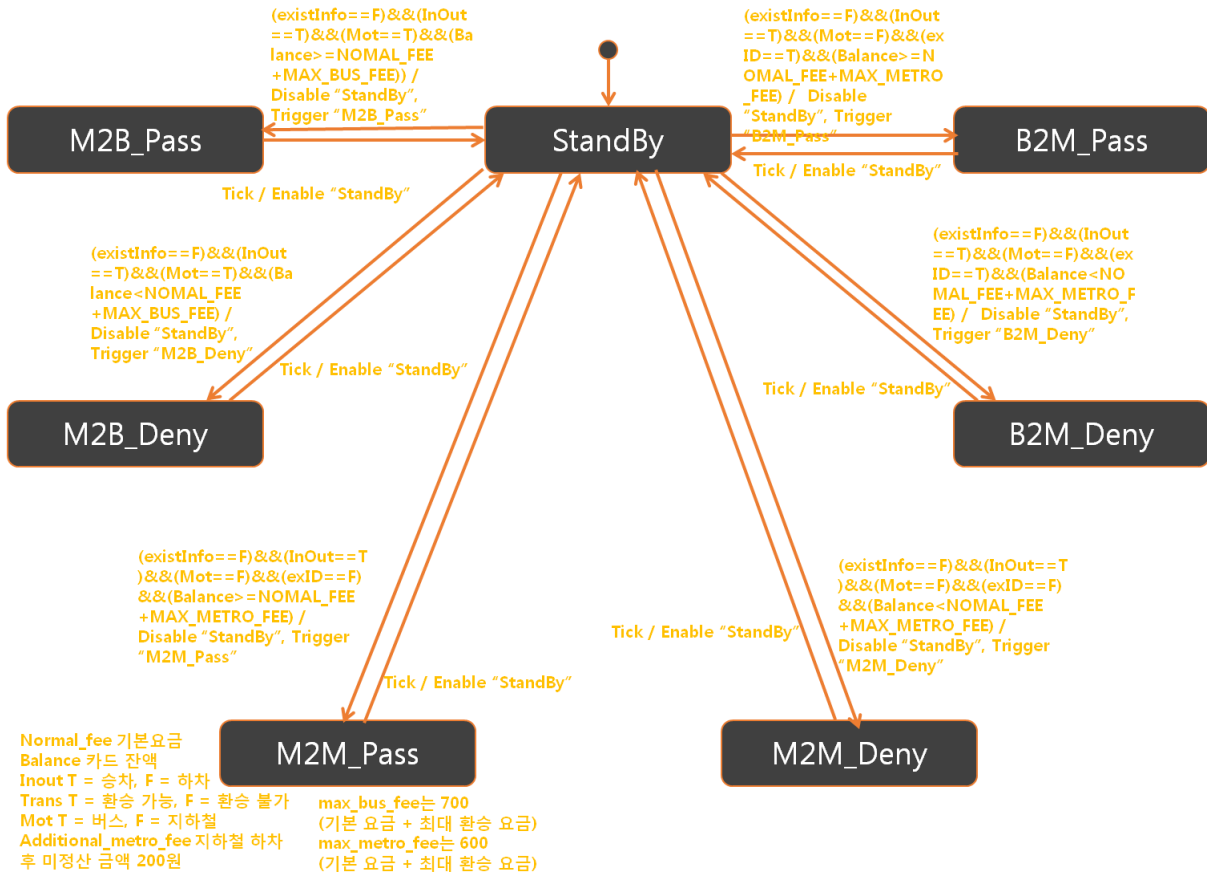 (existInfo==F)&&(InOut
==T)&&(Mot==T)&&(Ba
lance>=NOMAL_FEE
+MAX_BUS_FEE)) /
Disable “StandBy”,
Trigger “M2B_Pass”
(existInfo==F)&&(InOut
==T)&&(Mot==F)&&(ex
ID==T)&&(Balance>=N
OMAL_FEE+MAX_METRO
_FEE) /  Disable
“StandBy”, Trigger
“B2M_Pass”
M2B_Pass
StandBy
B2M_Pass
Tick / Enable “StandBy”
Tick / Enable “StandBy”
(existInfo==F)&&(InOut
==T)&&(Mot==T)&&(Ba
lance<NOMAL_FEE
+MAX_BUS_FEE) /
Disable “StandBy”,
Trigger “M2B_Deny”
(existInfo==F)&&(InOut
==T)&&(Mot==F)&&(ex
ID==T)&&(Balance<NO
MAL_FEE+MAX_METRO_F
EE) /  Disable “StandBy”,
Trigger “B2M_Deny”
Tick / Enable “StandBy”
Tick / Enable “StandBy”
M2B_Deny
B2M_Deny
(existInfo==F)&&(InOut==T
)&&(Mot==F)&&(exID==F)
&&(Balance>=NOMAL_FEE
+MAX_METRO_FEE) /
Disable “StandBy”, Trigger
“M2M_Pass”
(existInfo==F)&&(InOut==T
)&&(Mot==F)&&(exID==F)
&&(Balance<NOMAL_FEE
+MAX_METRO_FEE) /
Disable “StandBy”, Trigger
“M2M_Deny”
Tick / Enable “StandBy”
Tick / Enable “StandBy”
M2M_Pass
M2M_Deny
Normal_fee 기본요금
Balance 카드 잔액
Inout T = 승차, F = 하차
Trans T = 환승 가능, F = 환승 불가
Mot T = 버스, F = 지하철
Additional_metro_fee 지하철 하차
후 미정산 금액 200원
max_bus_fee는 700
(기본 요금 + 최대 환승 요금)
max_metro_fee는 600
(기본 요금 + 최대 환승 요금)